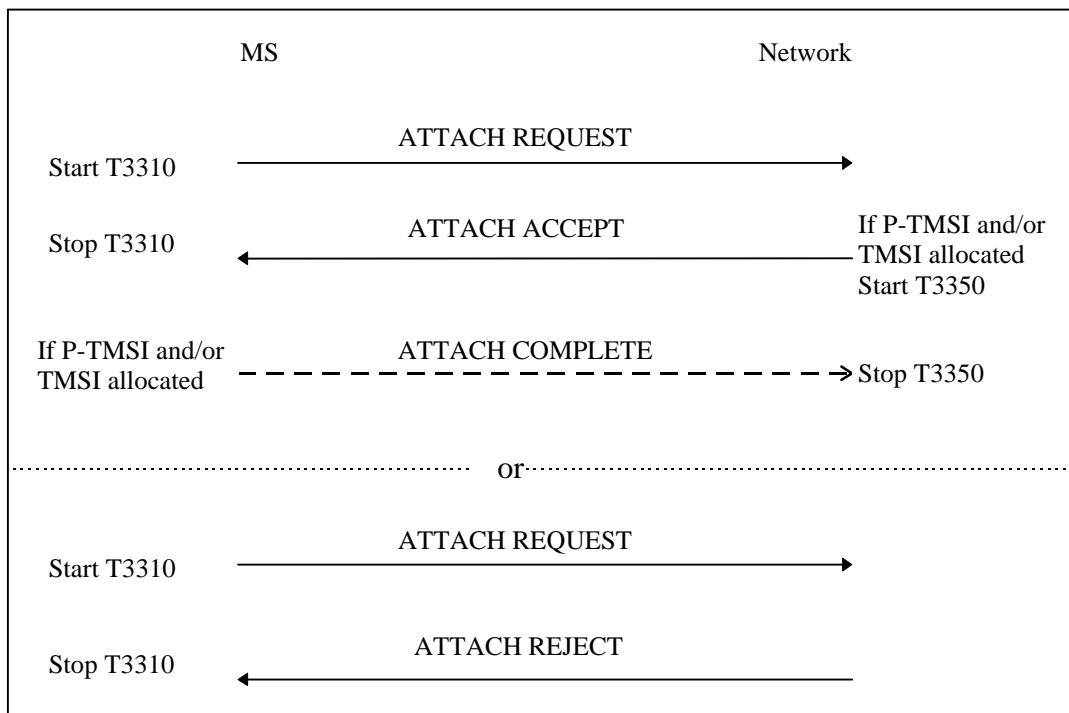 MS
Network
ATTACH REQUEST
Start T3310
ATTACH ACCEPT
Stop T3310
If P-TMSI and/or
TMSI allocated
Start T3350
If P-TMSI and/or
TMSI allocated
ATTACH COMPLETE
Stop T3350
or
ATTACH REQUEST
Start T3310
ATTACH REJECT
Stop T3310